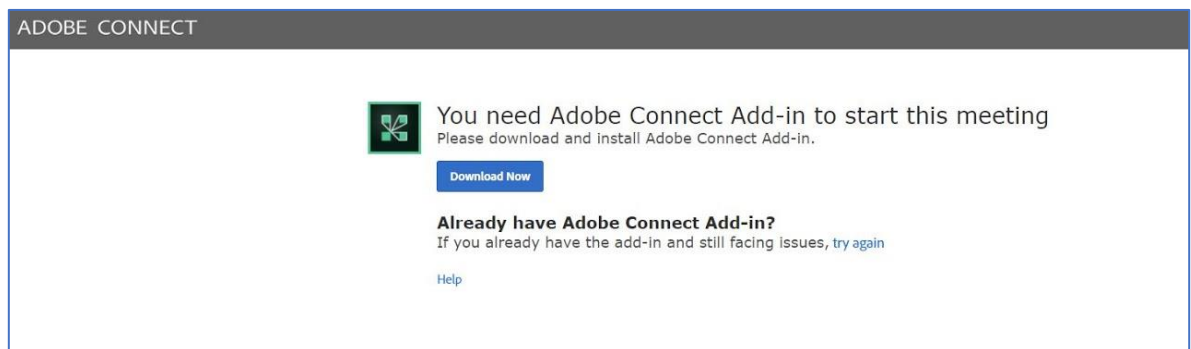 ADOBE CONNECT
You need Adobe Connect Add-in to start this meeting
Please download and install Adobe Connect Add-in.
Download Now
Already have Adobe Connect Add-in?
If you already have the add-in and still facing issues, try again
Help